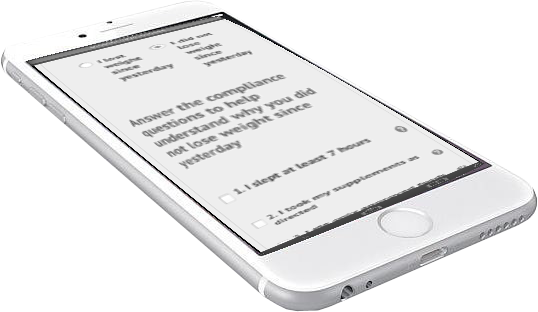 I lost
weight
since
yesterday
I did not
lose
weight
since
yesterday
Answer the compliance
questions to help
understand why you did
not lose weight since
yesterday
1. I slept at least 7 hours
2. I took my supplements as
directed